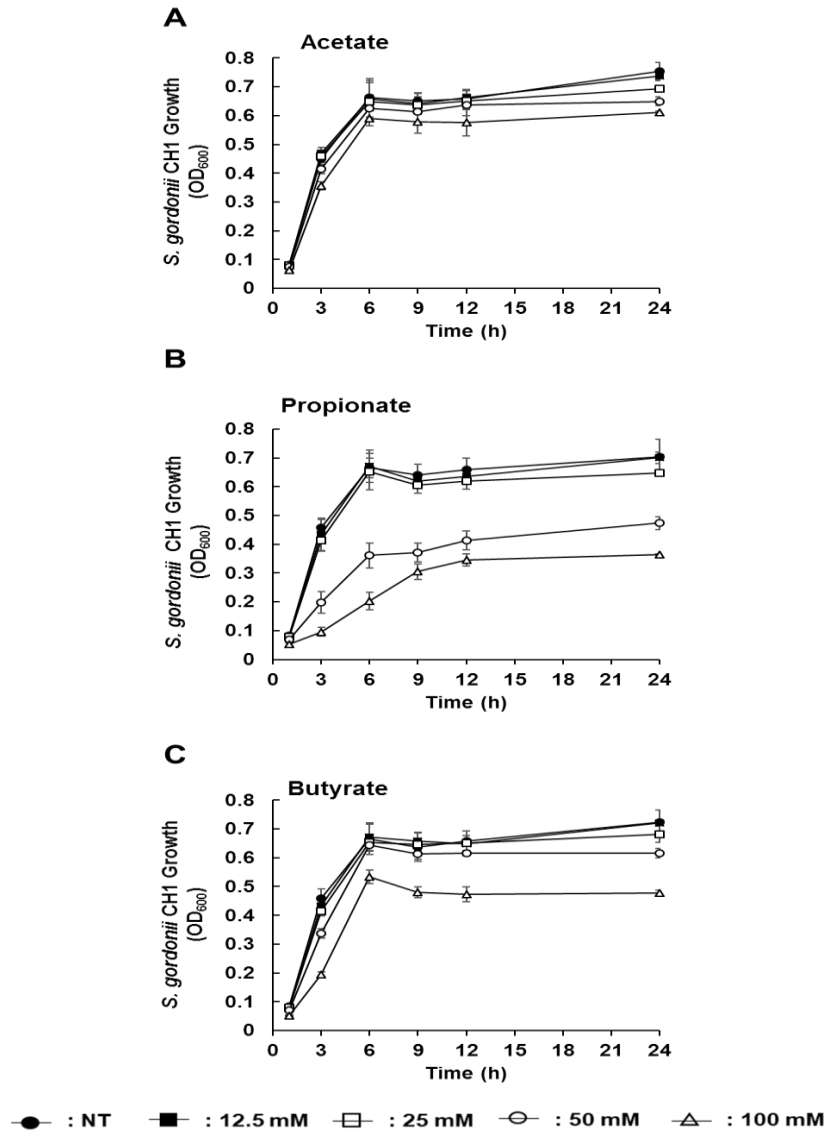 A
Acetate
S. gordonii CH1 Growth
(OD600)
0.8
0.7
0.6
0.5
0.4
0.3
0.2
0.1
0
0 3 6 9 12 15 18 21 24
Time (h)
B
Propionate
S. gordonii CH1 Growth
(OD600)
0.8
0.7
0.6
0.5
0.4
0.3
0.2
0.1
0
0 3 6 9 12 15 18 21 24
Time (h)
C
Butyrate
S. gordonii CH1 Growth
(OD600)
0.8
0.7
0.6
0.5
0.4
0.3
0.2
0.1
0
0 3 6 9 12 15 18 21 24
Time (h)
: NT : 12.5 mM : 25 mM : 50 mM : 100 mM